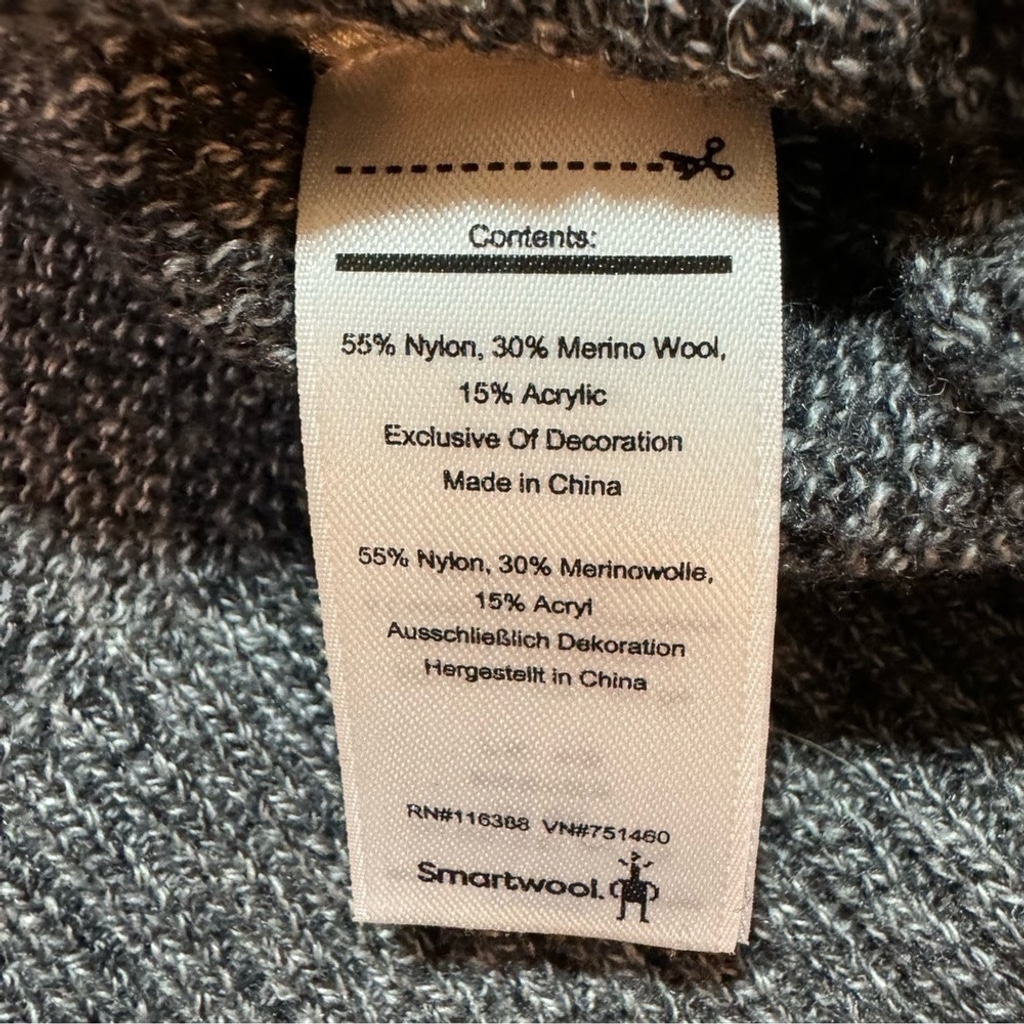 Contents:
55% Nylon, 30% Merino Wool,
15% Acrylic
Exclusive Of Decoration
Made in China
55% Nylon, 30% Merinowolle,
15% Acryl
Ausschließlich Dekoration
Hergestellt in China
RN#116388 VN#751460
Smartwool.